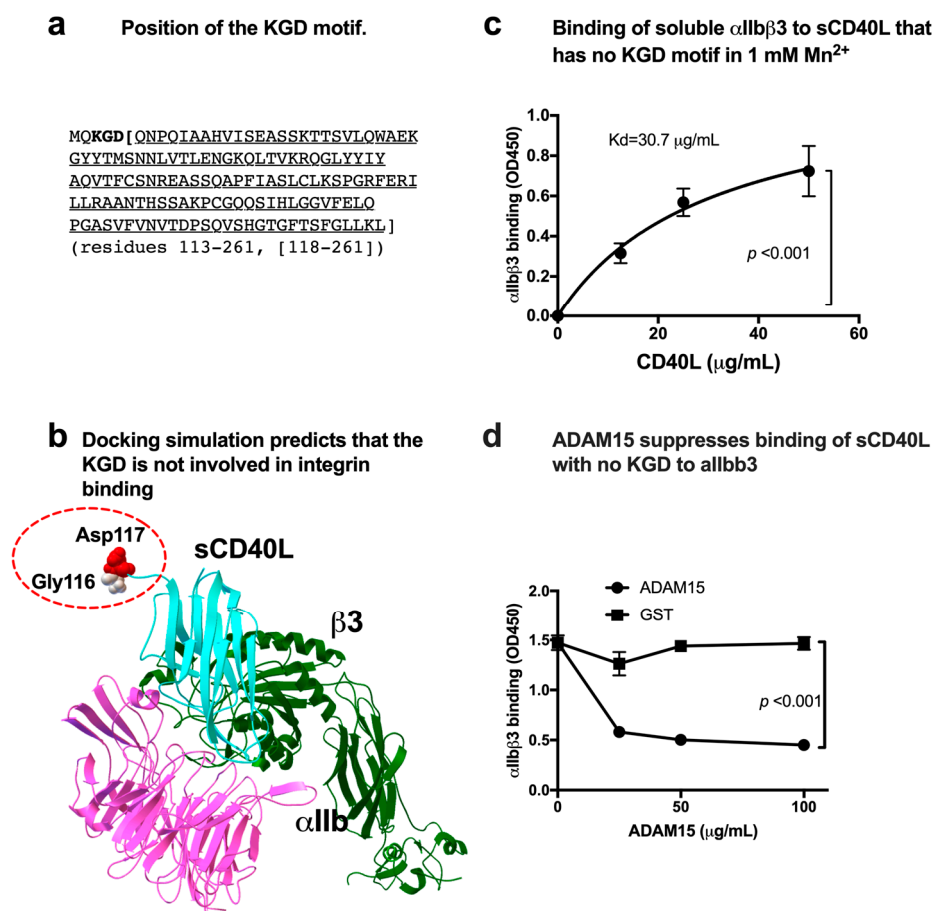 a
Position of the KGD motif.
MQKGD[QNPQIAAHVISEASSKTTSVLQWAEK
GYYTMSNNLVTLENGKQLTVKRQGLYYIY
AQVTFCSNREASSQAPFIASLCLKSPGRFERI
LLRAANTHSSAKPCGQQSIHLGGVFELQ
PGASVFVNVTDPSQVSHGTGFTSFGLLKL]
(residues 113-261, [118-261])
c
Binding of soluble αIIbβ3 to sCD40L that
has no KGD motif in 1 mM Mn2+
1.0
0.8
0.6
0.4
0.2
0.0
αIIbβ3 binding (OD450)
Kd=30.7 μg/mL
p <0.001
0 20 40 60
CD40L (μg/mL)
b
Docking simulation predicts that the
KGD is not involved in integrin
binding
Asp117
Gly116
sCD40L
β3
αIIb
d
ADAM15 suppresses binding of sCD40L
with no KGD to aIIbb3
2.0
1.5
1.0
0.5
0.0
αIIbβ3 binding (OD450)
ADAM15
GST
p <0.001
0 50 100
ADAM15 (μg/mL)